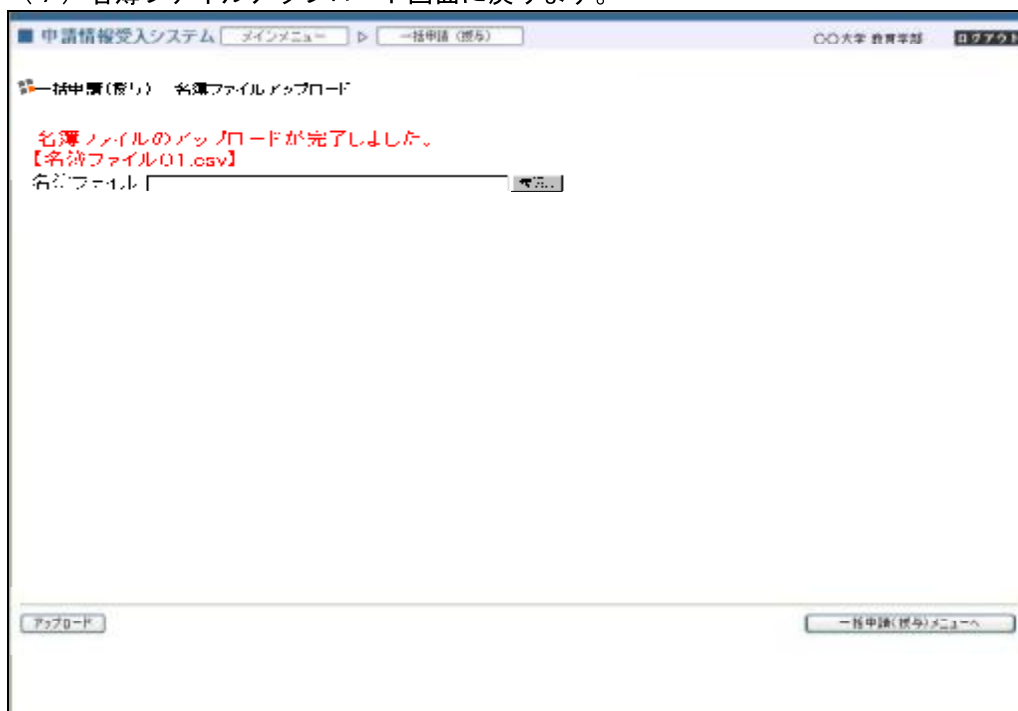 名簿ファイルアップロード画面に戻ります。
■ 申請情報受入システム メインメニュー ▷ 一括申請（授与） 〇〇大学 教育学部 ログアウト
一括申請(授与) 名簿ファイルアップロード
名簿ファイルのアップロードが完了しました。
【名簿ファイル01.csv】
名簿ファイル 参照...
アップロード 一括申請(授与)メニューへ